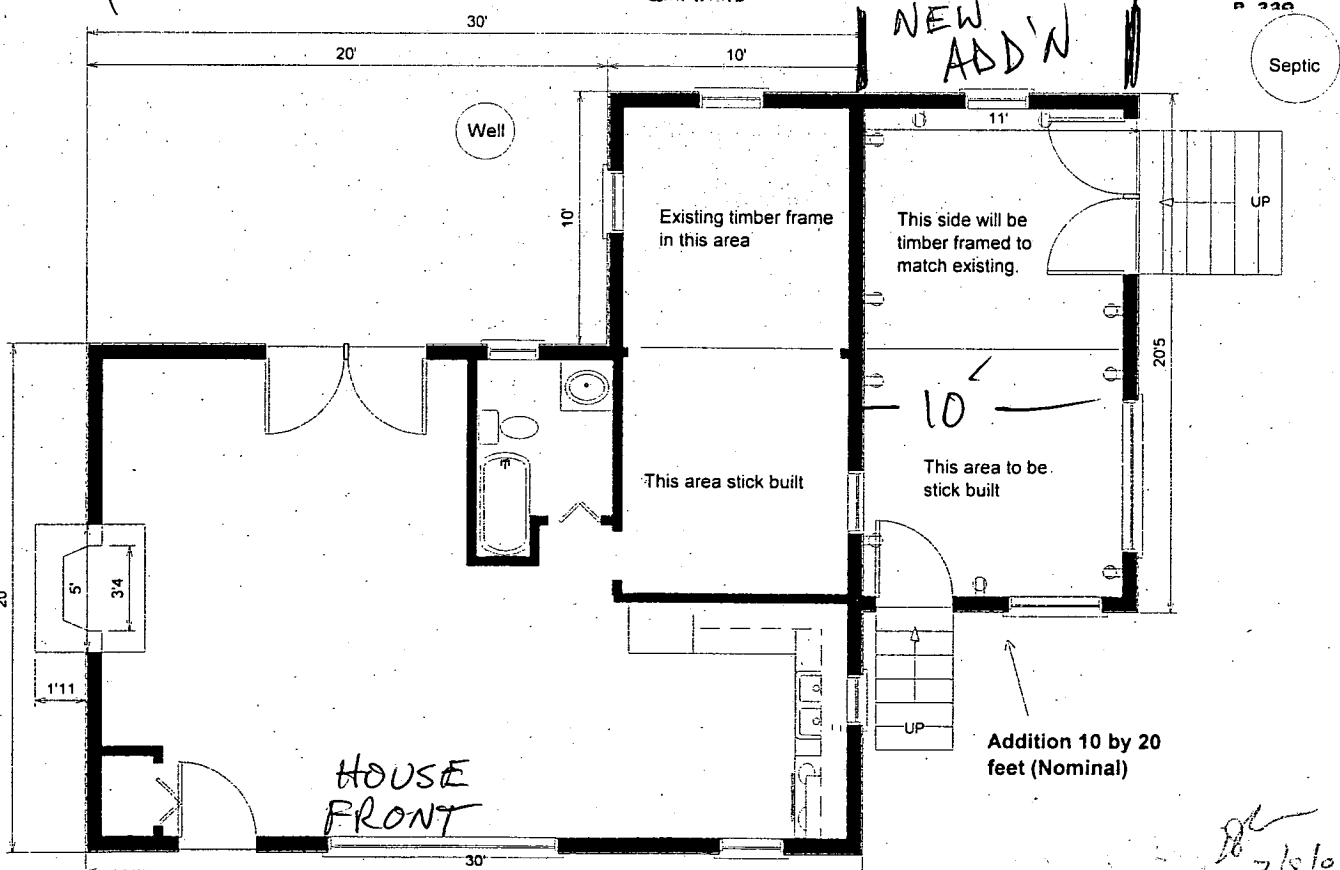 30'
NEW
ADD'N
20'
10'
Septic
Well
11'
10'
Existing timber frame
in this area
This side will be
timber framed to
match existing.
UP
20'5
10'
This area stick built
This area to be
stick built
5'
3'4
20'
1'11
UP
Addition 10 by 20
feet (Nominal)
HOUSE
FRONT
30'